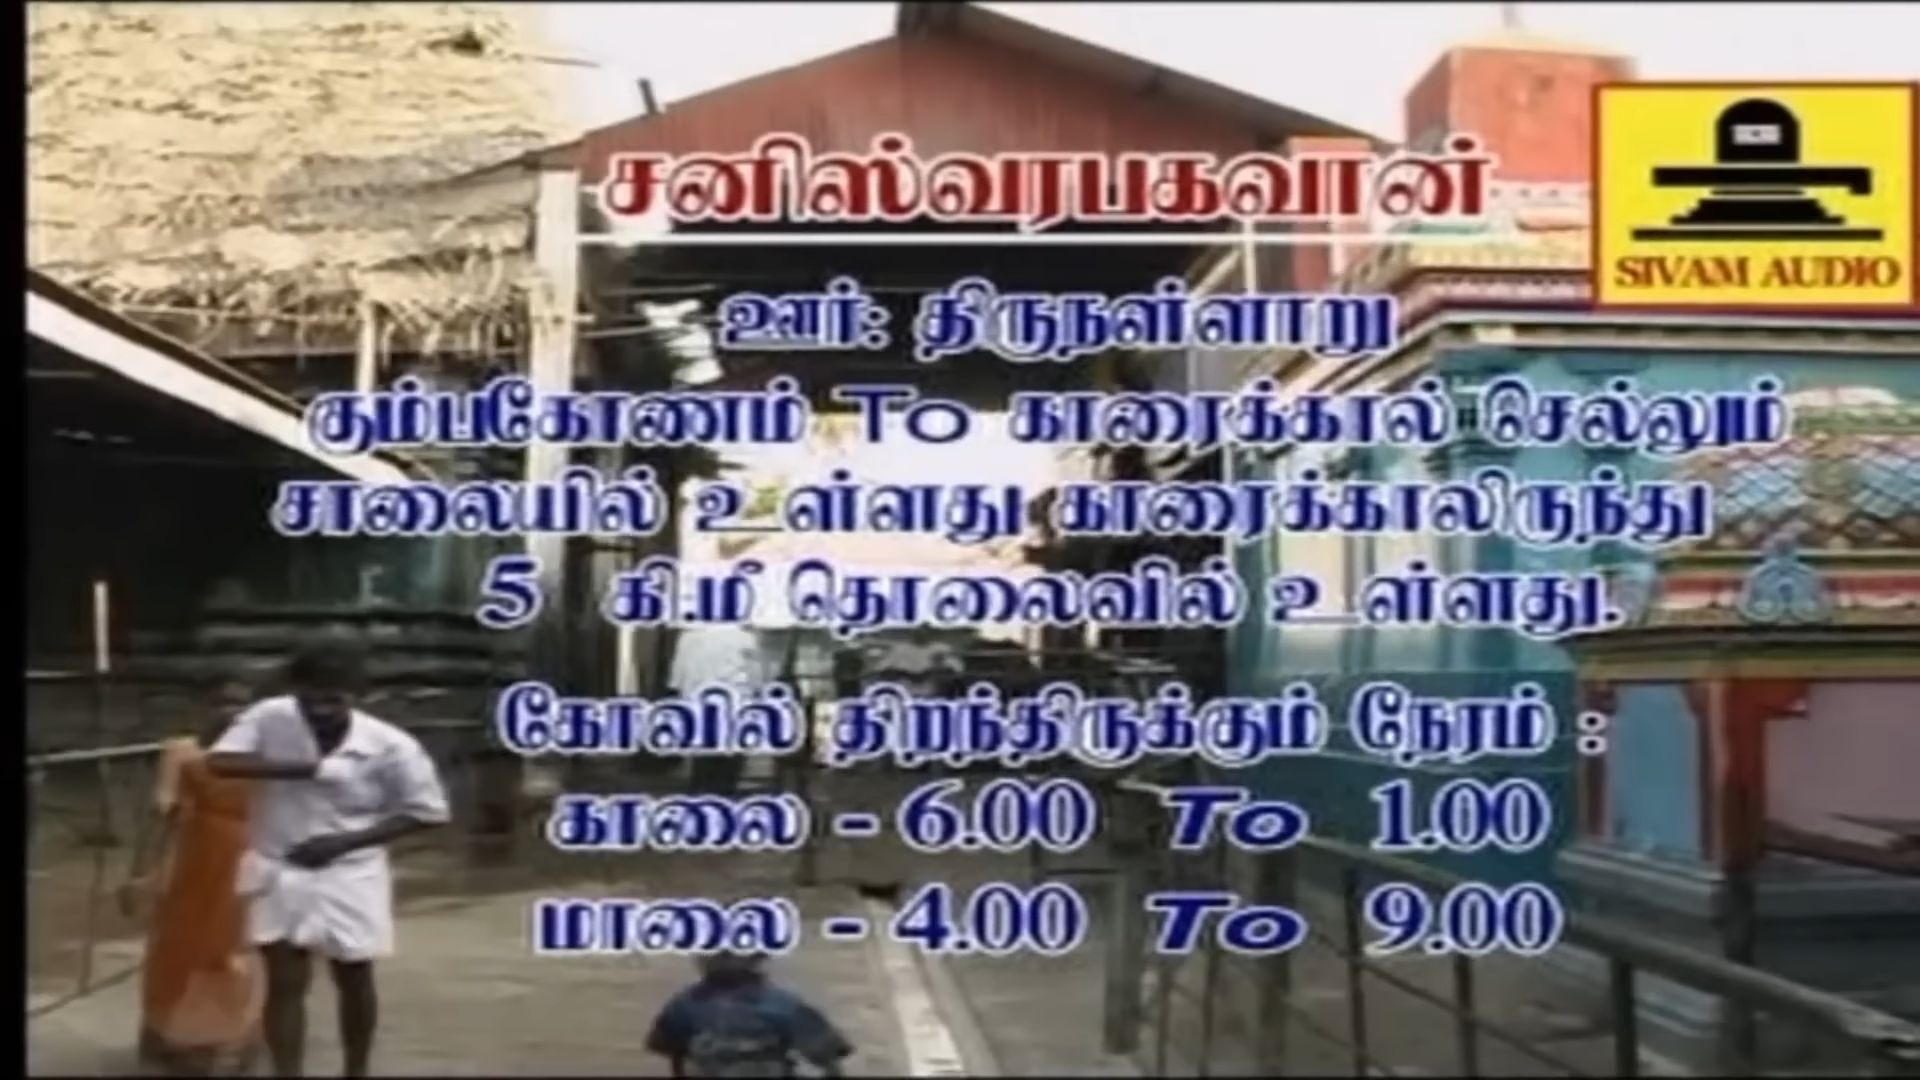 சனிஸ்வரபகவான்
SIVAM AUDIO
ஊர்: திருநள்ளாறு
கும்பகோணம் To காரைக்கால் செல்லும்
சாலையில் உள்ளது காரைக்காலிருந்து
5 கி.மீ தொலைவில் உள்ளது.
கோவில் திறந்திருக்கும் நேரம் :
காலை - 6.00 To 1.00
மாலை - 4.00 To 9.00